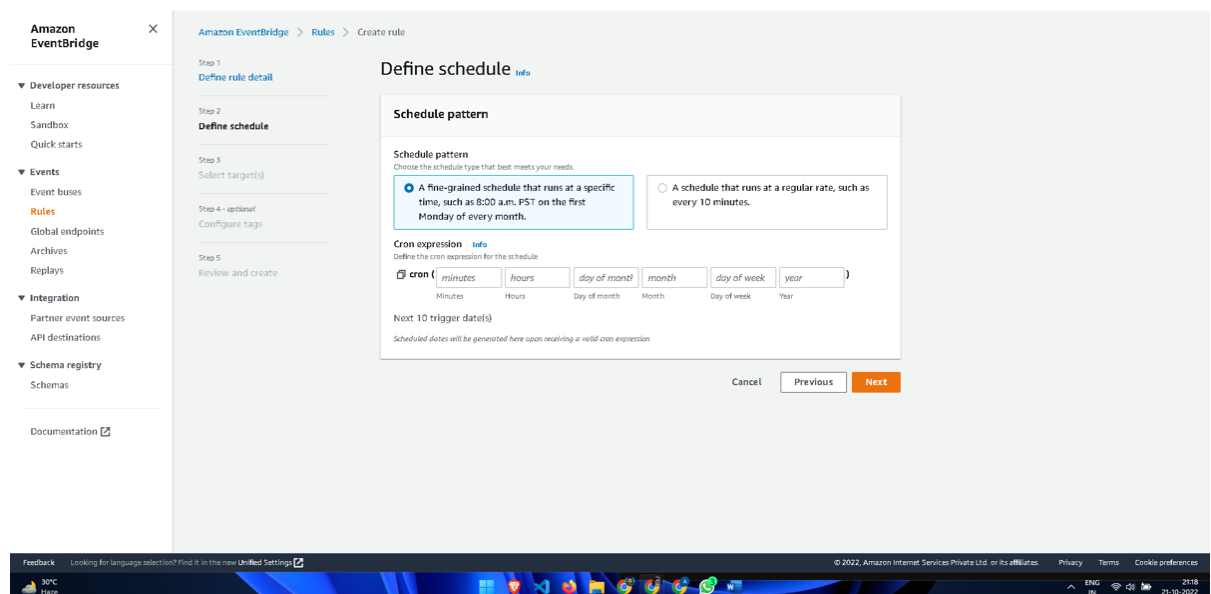 Amazon
EventBridge
Developer resources
Learn
Sandbox
Quick starts
Events
Event buses
Rules
Global endpoints
Archives
Replays
Integration
Partner event sources
API destinations
Schema registry
Schemas
Documentation
Amazon EventBridge > Rules > Create rule
Step 1
Define rule detail
Step 2
Define schedule
Step 3
Select target(s)
Step 4 - optional
Configure tags
Step 5
Review and create
Define schedule Info
Schedule pattern
Schedule pattern
Choose the schedule type that best meets your needs.
A fine-grained schedule that runs at a specific
time, such as 8:00 a.m. PST on the first
Monday of every month.
A schedule that runs at a regular rate, such as
every 10 minutes.
Cron expression Info
Define the cron expression for the schedule
cron ( minutes hours day of month month day of week year )
Minutes Hours Day of month Month Day of week Year
Next 10 trigger date(s)
Scheduled dates will be generated here upon receiving a valid cron expression
Cancel Previous Next
Feedback Looking for language selection? Find it in the new Unified Settings © 2022, Amazon Internet Services Private Ltd. or its affiliates. Privacy Terms Cookie preferences
30°C
Haze
ENG
IN
21:18
21-10-2022